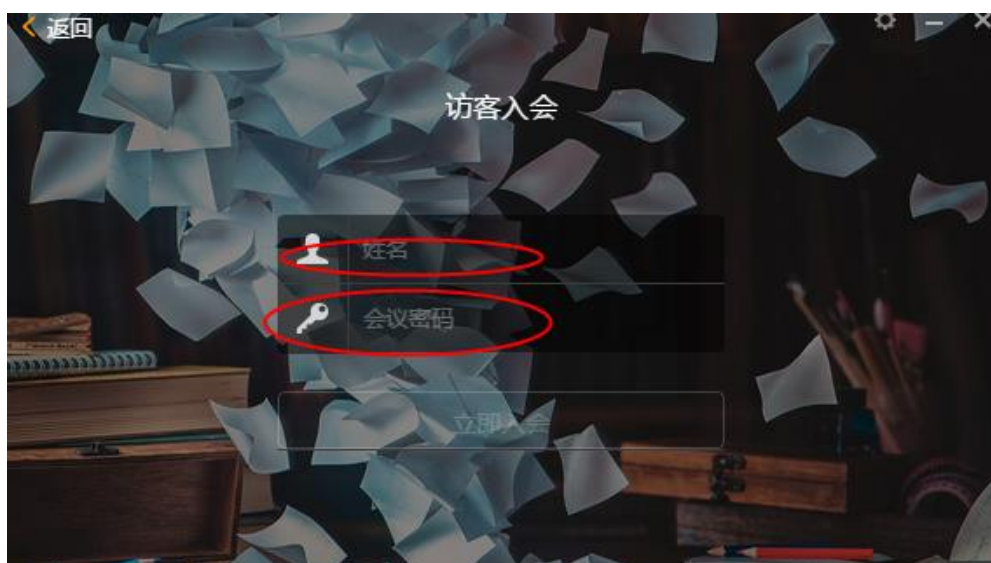 返回
访客入会
姓名
会议密码
立即入会